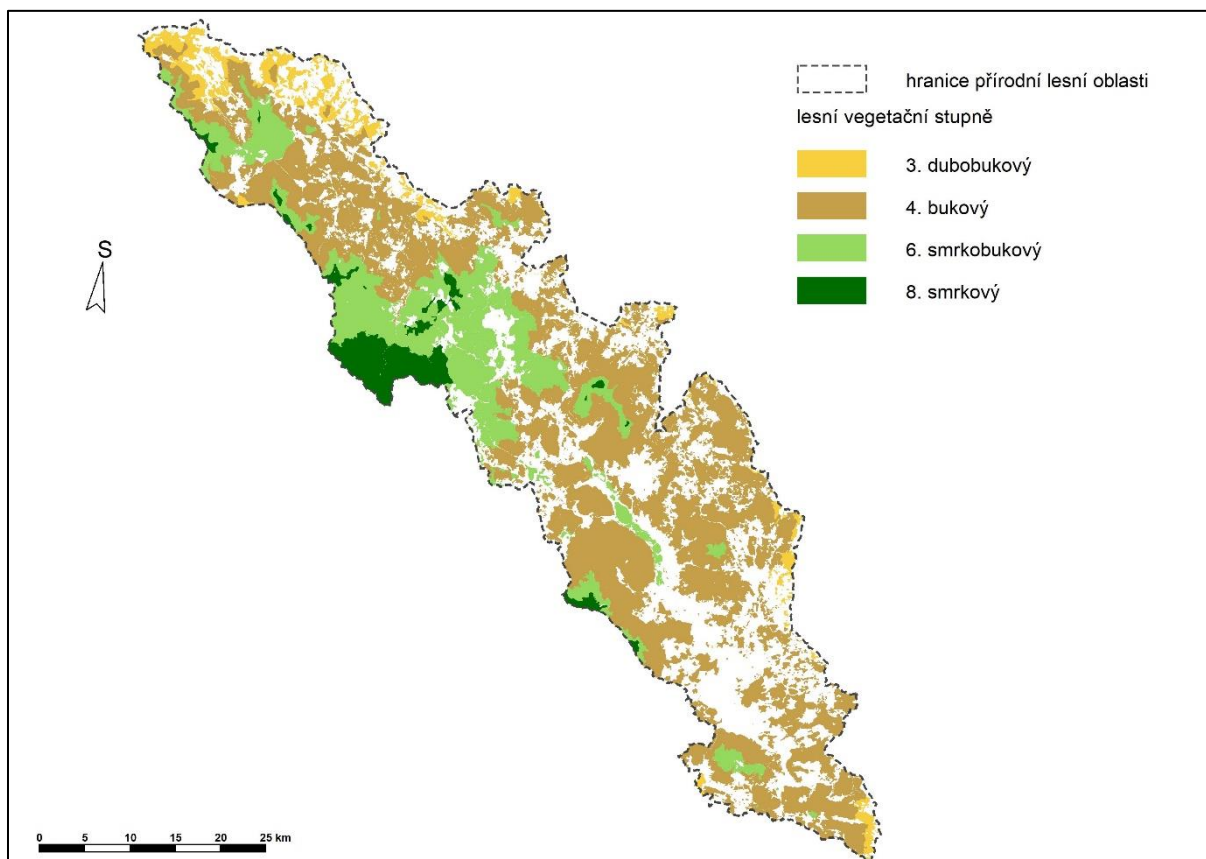 hranice přírodní lesní oblasti
lesní vegetační stupně
3. dubobukový
4. bukový
6. smrkobukový
8. smrkový
S
0 5 10 15 20 25 km